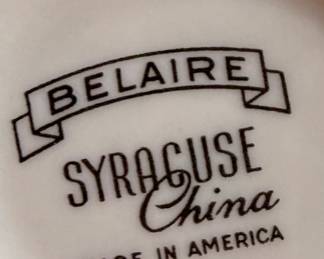 BELAIRE
SYRACUSE
China
IN AMERICA